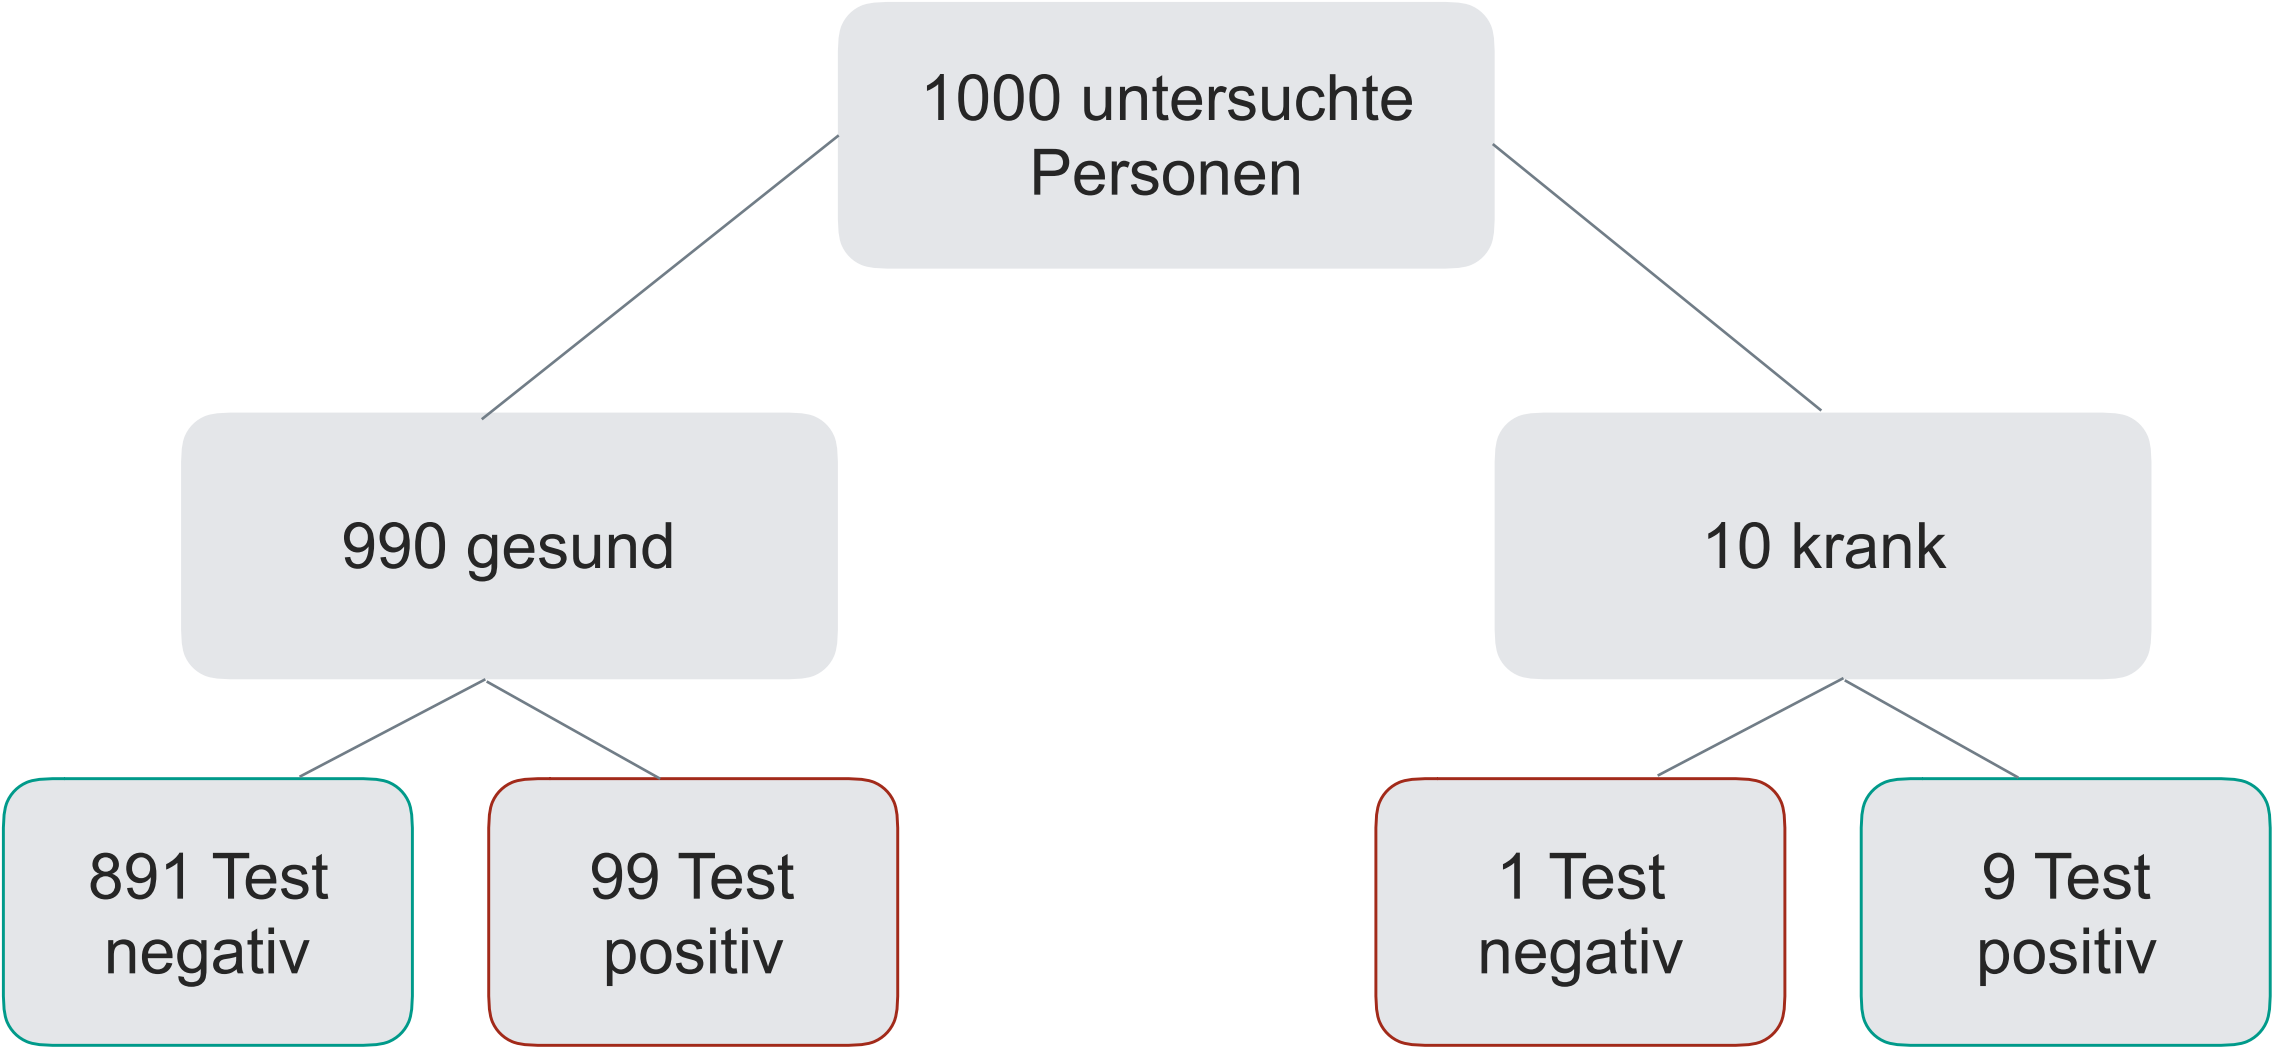 1000 untersuchte
Personen
990 gesund
10 krank
891 Test
negativ
99 Test
positiv
1 Test
negativ
9 Test
positiv